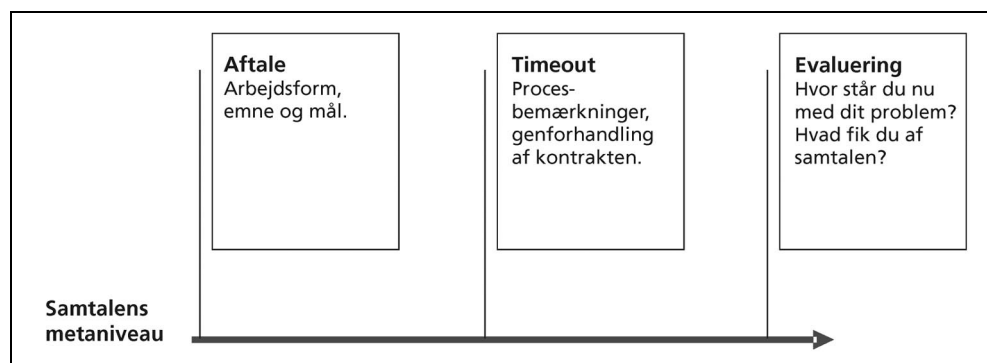 Aftale
Arbejdsform,
emne og mål.
Timeout
Proces-
bemærkninger,
genforhandling
af kontrakten.
Evaluering
Hvor står du nu
med dit problem?
Hvad fik du af
samtalen?
Samtalens
metaniveau